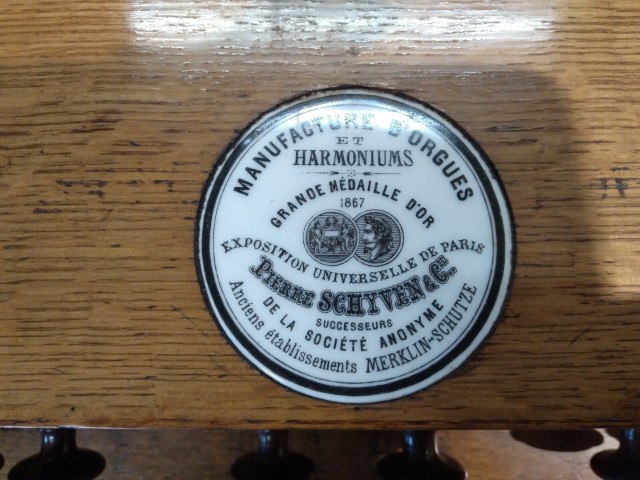 MANUFACTURE D'ORGUES
ET
HARMONIUMS
GRANDE MÉDAILLE D'OR
1867
EXPOSITION UNIVERSELLE DE PARIS
PIERRE SCHYVEN & Cie
SUCCESSEURS
DE LA SOCIÉTÉ ANONYME
Anciens établissements MERKLIN-SCHUTZE